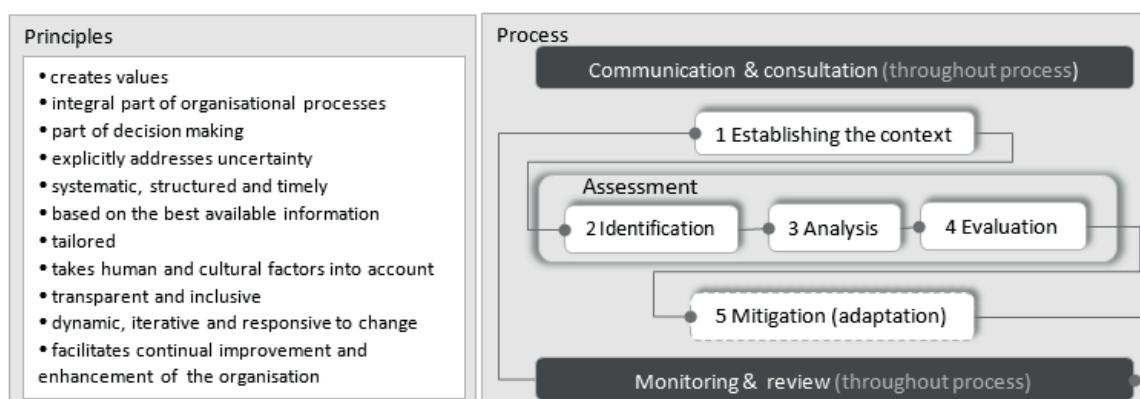 Principles
• creates values
• integral part of organisational processes
• part of decision making
• explicitly addresses uncertainty
• systematic, structured and timely
• based on the best available information
• tailored
• takes human and cultural factors into account
• transparent and inclusive
• dynamic, iterative and responsive to change
• facilitates continual improvement and
enhancement of the organisation
Process
Communication & consultation (throughout process)
1 Establishing the context
Assessment
2 Identification
3 Analysis
4 Evaluation
5 Mitigation (adaptation)
Monitoring & review (throughout process)